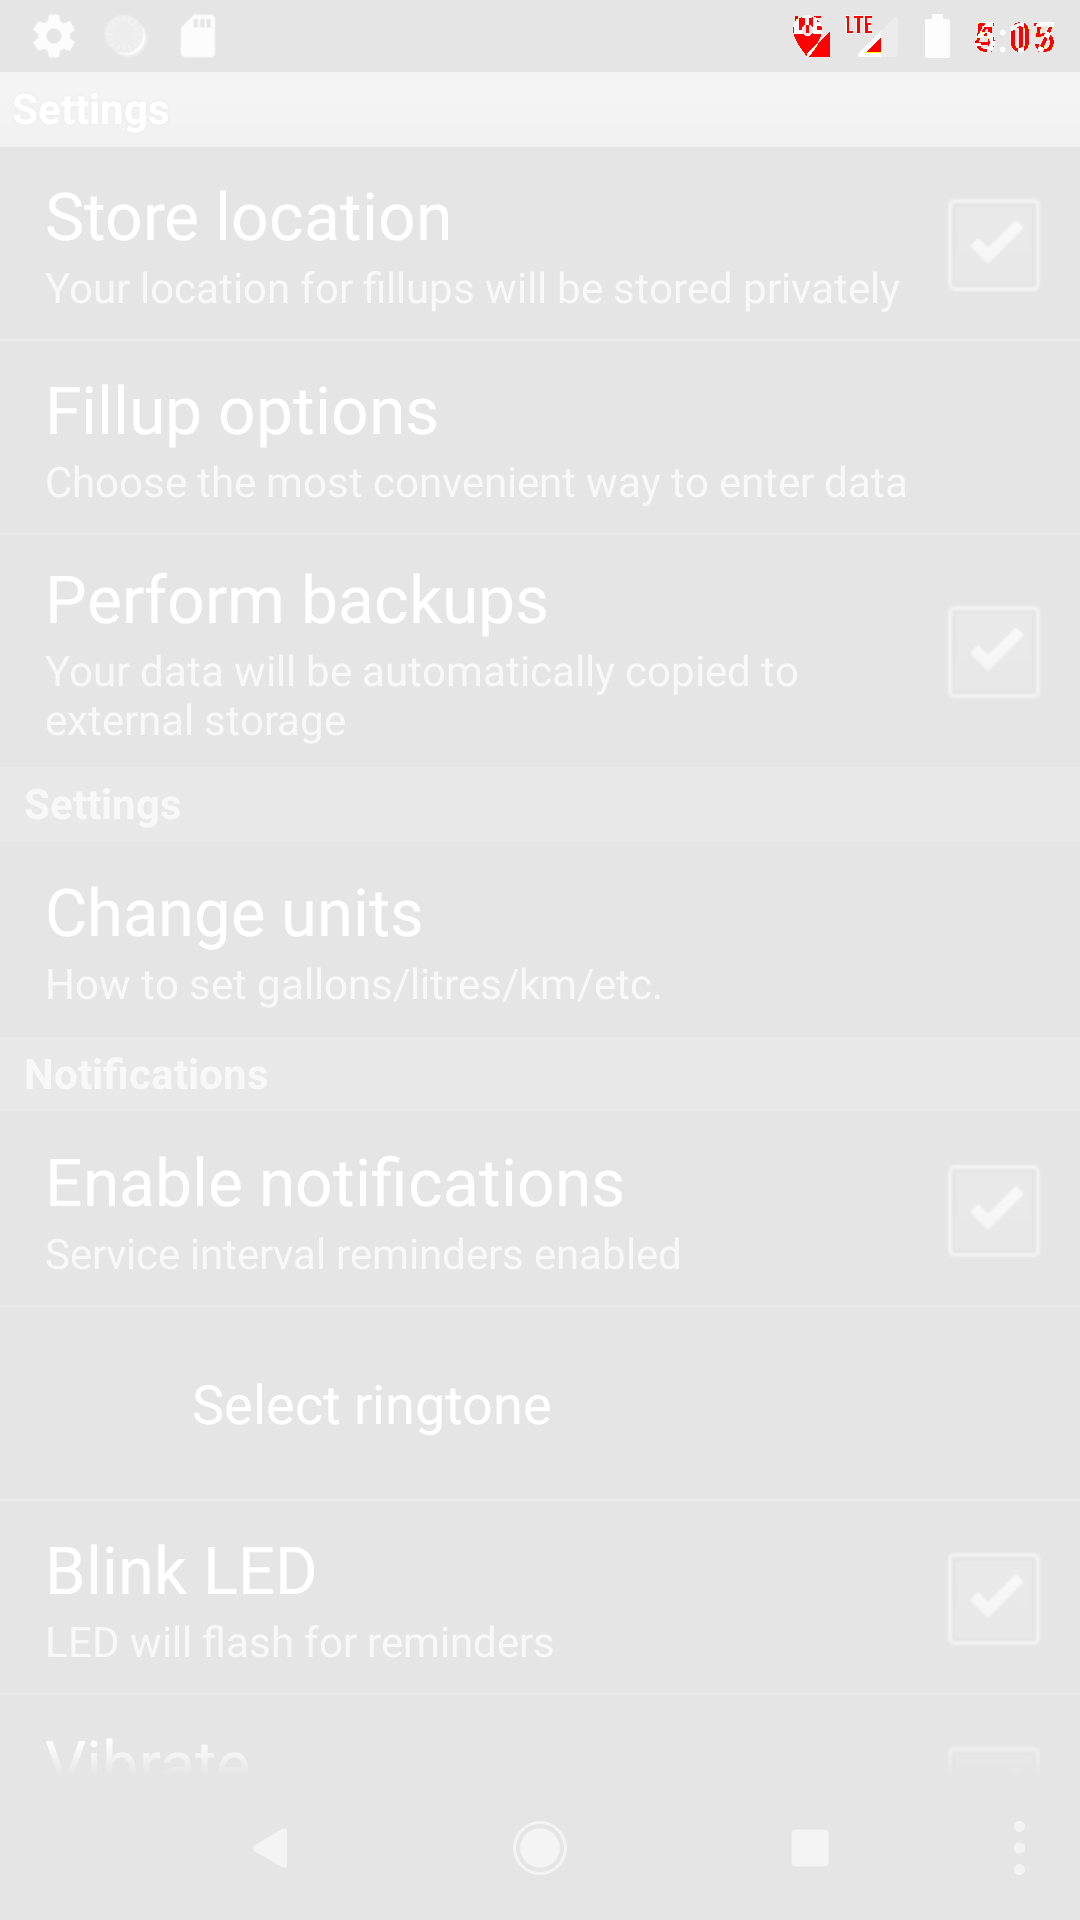 LTE
Settings
Store location
Your location for fillups will be stored privately
Fillup options
Choose the most convenient way to enter data
Perform backups
Your data will be automatically copied to
external storage
Settings
Change units
How to set gallons/litres/km/etc.
Notifications
Enable notifications
Service interval reminders enabled
Select ringtone
Blink LED
LED will flash for reminders
Vibrate